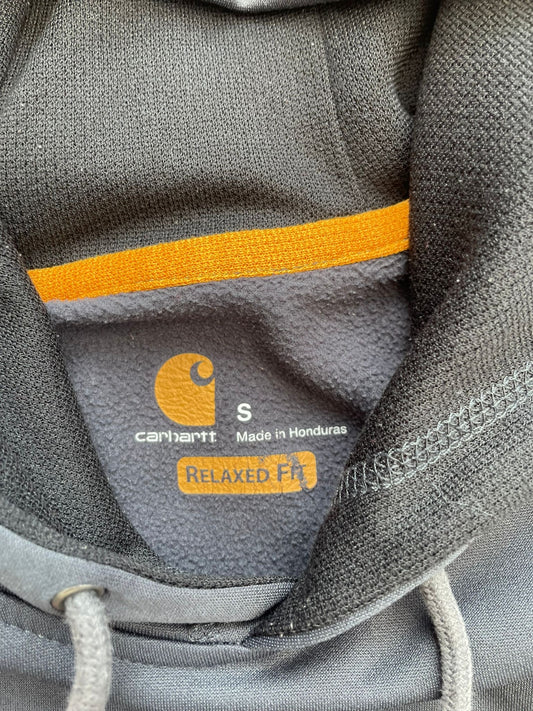 S
carhartt
Made in Honduras
RELAXED FIT